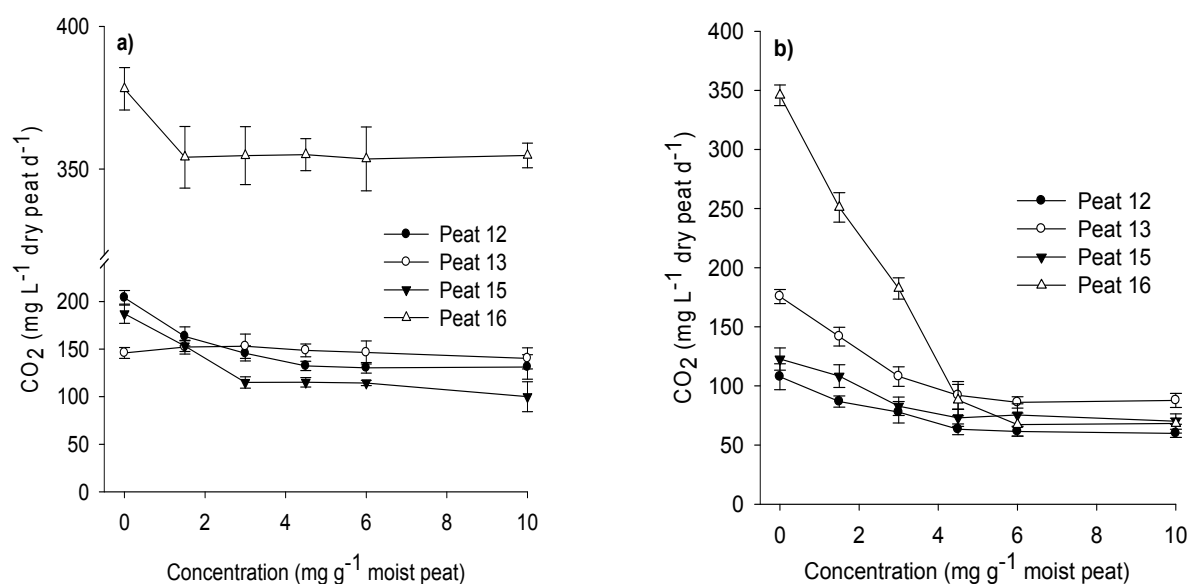 a)
400
350
200
150
100
50
0
CO2 (mg L-1 dry peat d-1)
Peat 12
Peat 13
Peat 15
Peat 16
0 2 4 6 8 10
Concentration (mg g-1 moist peat)
b)
400
350
300
250
200
150
100
50
0
CO2 (mg L-1 dry peat d-1)
Peat 12
Peat 13
Peat 15
Peat 16
0 2 4 6 8 10
Concentration (mg g-1 moist peat)